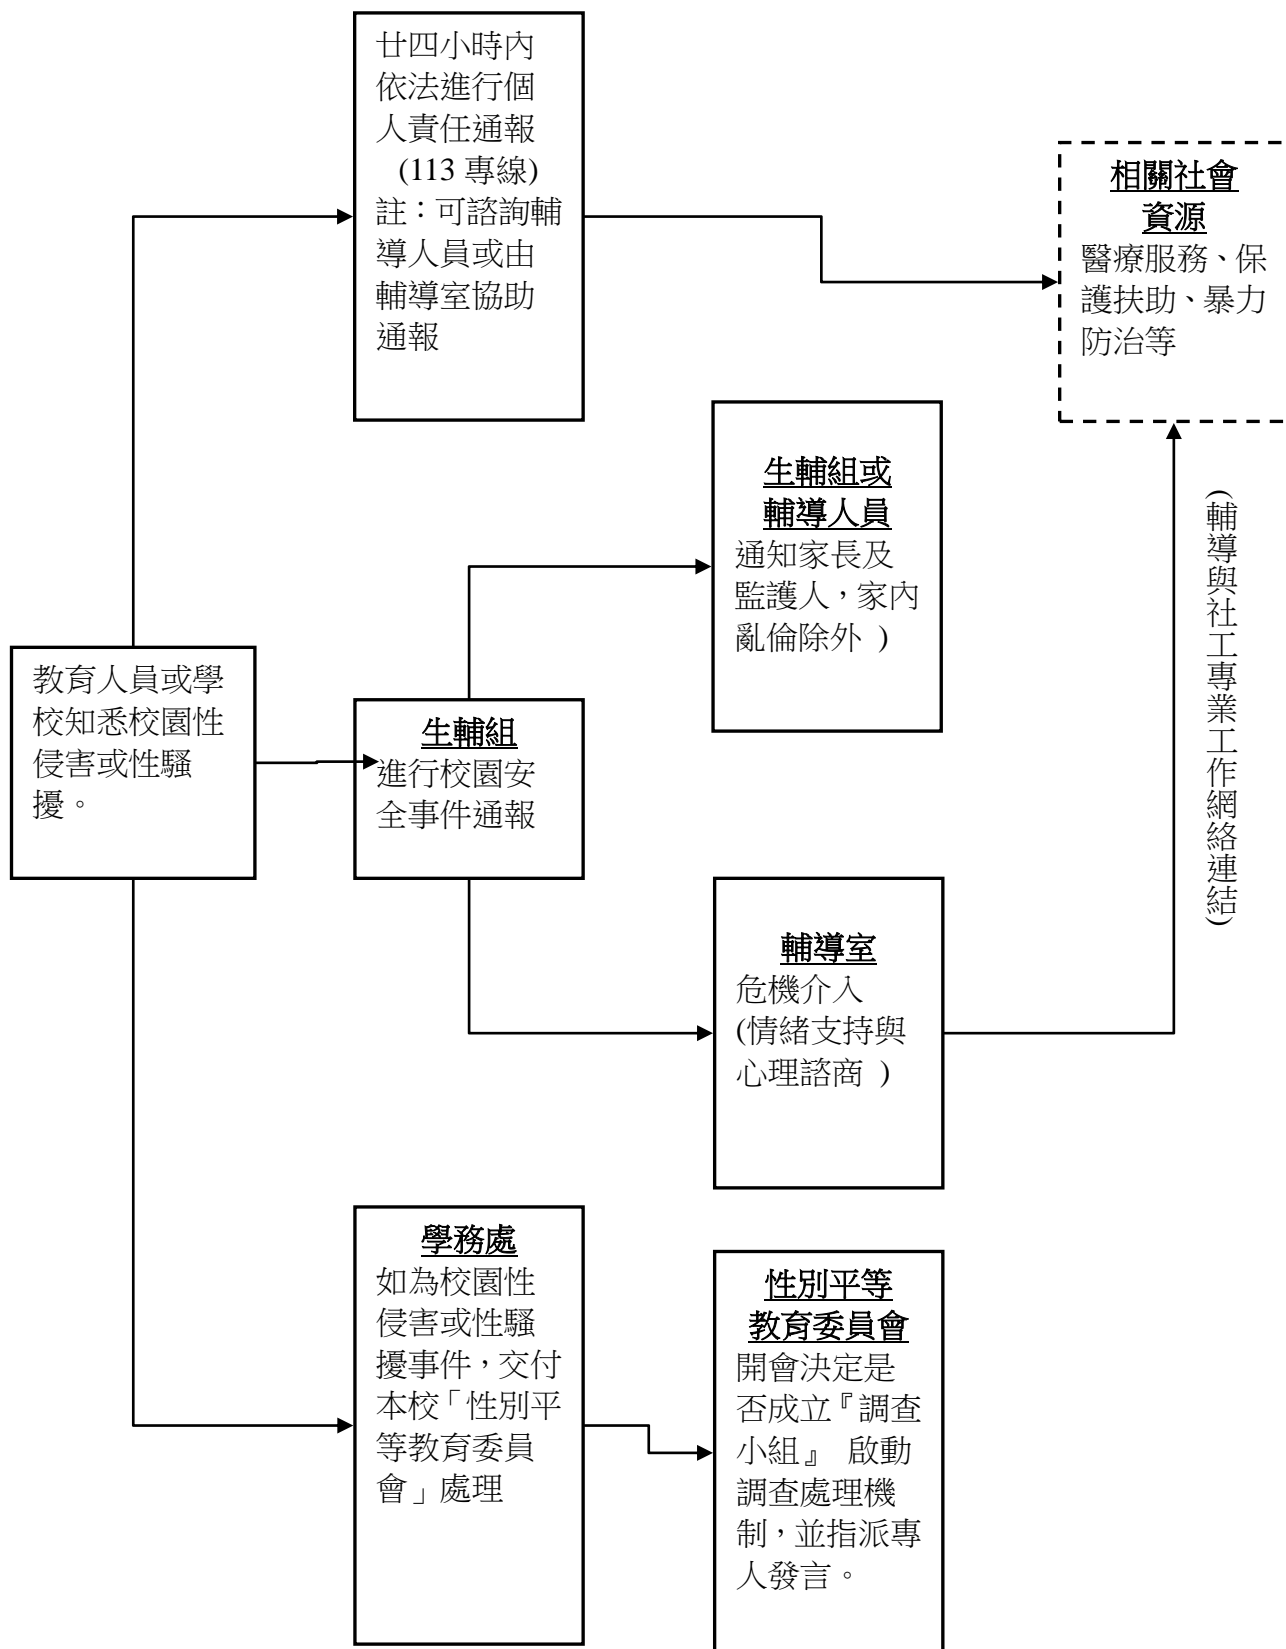 廿四小時內
依法進行個
人責任通報
(113 專線)
註：可諮詢輔
導人員或由
輔導室協助
通報
相關社會
資源
醫療服務、保
護扶助、暴力
防治等
生輔組或
輔導人員
通知家長及
監護人，家內
亂倫除外 )
(輔導與社工專業工作網絡連結)
教育人員或學
校知悉校園性
侵害或性騷
擾。
生輔組
進行校園安
全事件通報
輔導室
危機介入
(情緒支持與
心理諮商 )
學務處
如為校園性
侵害或性騷
擾事件，交付
本校「性別平
等教育委員
會」處理
性別平等
教育委員會
開會決定是
否成立『調查
小組』 啟動
調查處理機
制，並指派專
人發言。